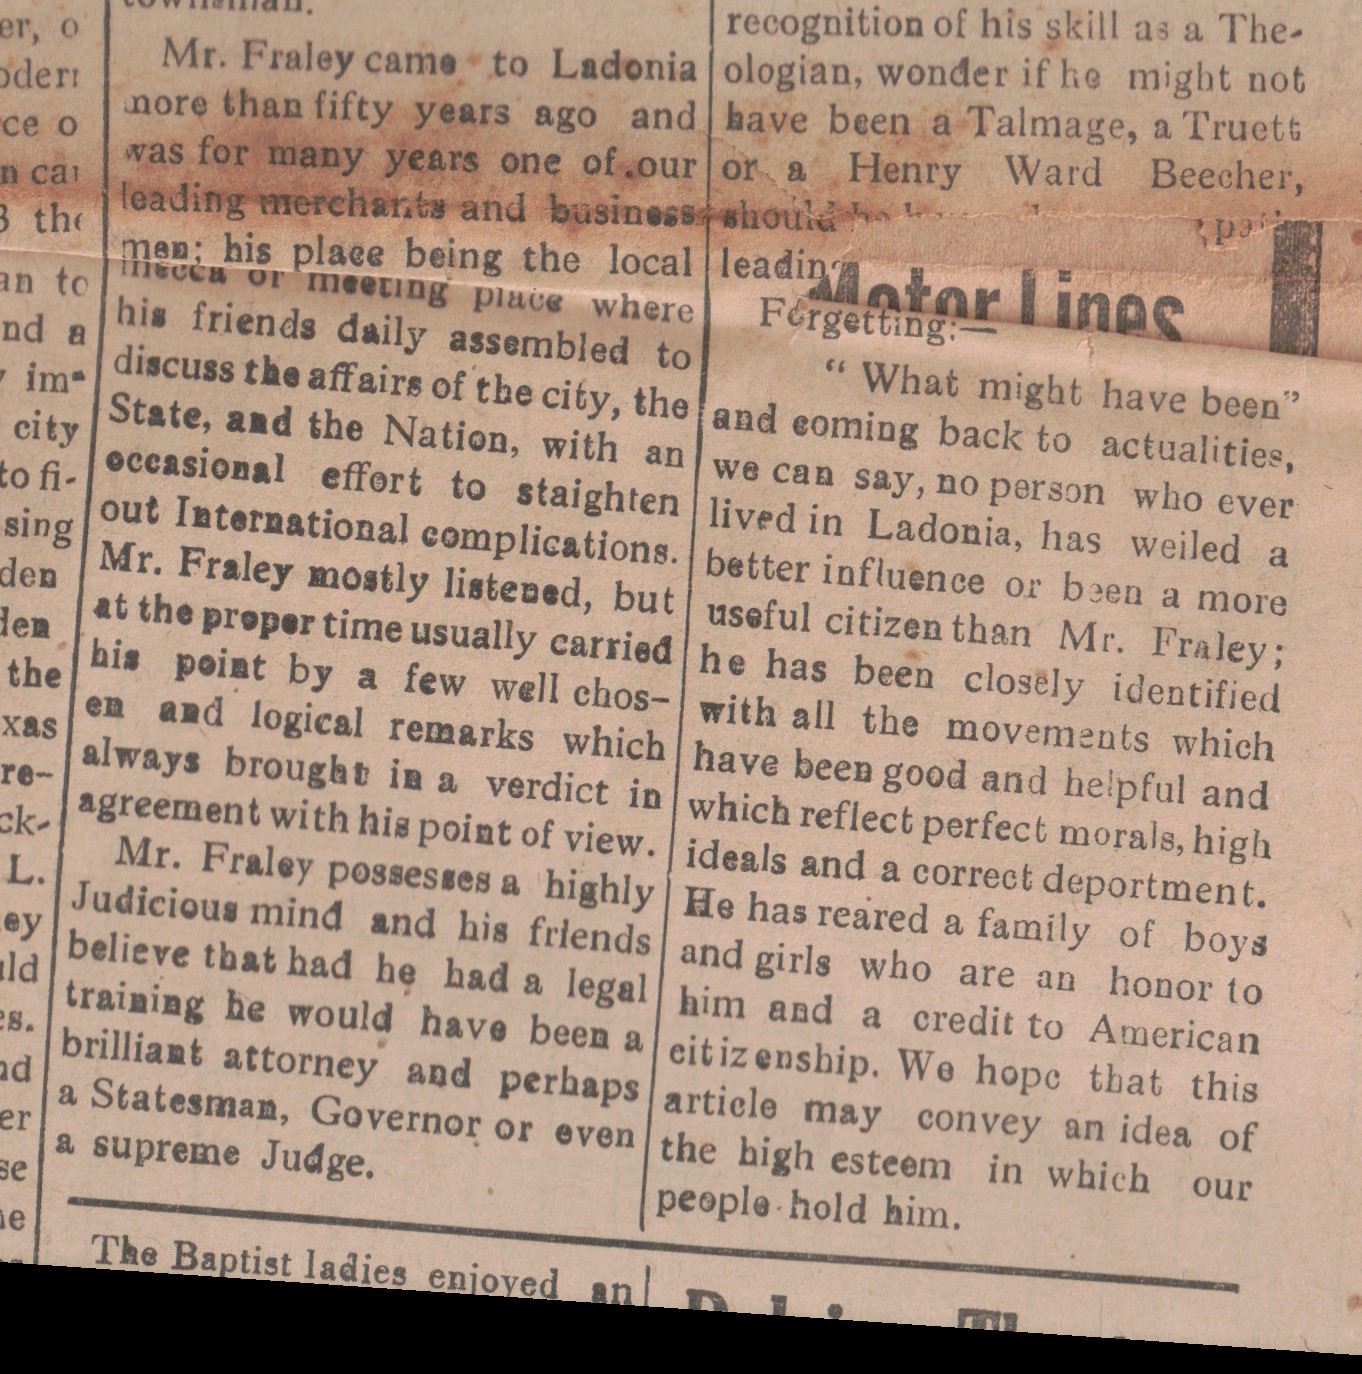 townsman.
Mr. Fraley came to Ladonia
more than fifty years ago and
was for many years one of our
leading merchants and business
men; his place being the local
mecca or meeting place where
his friends daily assembled to
discuss the affairs of the city, the
State, and the Nation, with an
occasional effort to staighten
out International complications.
Mr. Fraley mostly listened, but
at the proper time usually carried
his point by a few well chos-
en and logical remarks which
always brought in a verdict in
agreement with his point of view.
Mr. Fraley possesses a highly
Judicious mind and his friends
believe that had he had a legal
training he would have been a
brilliant attorney and perhaps
a Statesman, Governor or even
a supreme Judge.
The Baptist ladies enjoyed an
recognition of his skill as a The-
ologian, wonder if he might not
have been a Talmage, a Truett
or a Henry Ward Beecher,
should
leading
Motor Lines
Forgetting:—
“ What might have been”
and coming back to actualities,
we can say, no person who ever
lived in Ladonia, has weiled a
better influence or been a more
useful citizen than Mr. Fraley;
he has been closely identified
with all the movements which
have been good and helpful and
which reflect perfect morals, high
ideals and a correct deportment.
He has reared a family of boys
and girls who are an honor to
him and a credit to American
citizenship. We hope that this
article may convey an idea of
the high esteem in which our
people hold him.